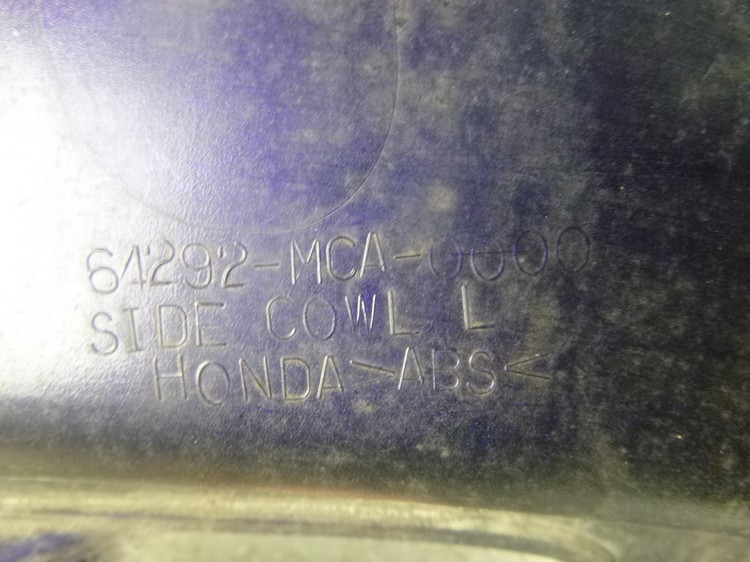 64292-MCA-0000
SIDE COWL L
HONDA >ABS<